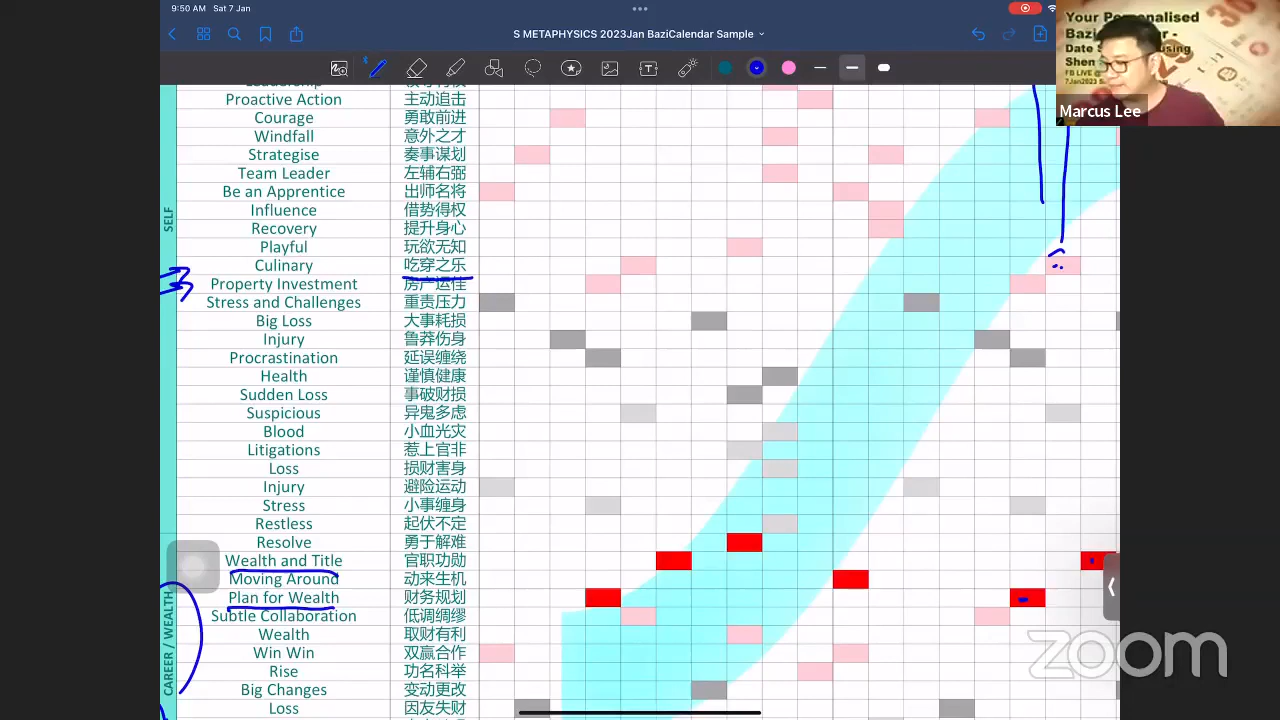 9:50 AM Sat 7 Jan
S METAPHYSICS 2023Jan BaziCalendar Sample
Your Personalised
Bazi Calendar -
Marcus Lee
Proactive Action 主动追击
Courage 勇敢前进
Windfall 意外之才
Strategise 奏事谋划
Team Leader 左辅右弼
Be an Apprentice 出师名将
Influence 借势得权
SELF
Recovery 提升身心
Playful 玩欲无知
Culinary 吃穿之乐
Property Investment 房产运佳
Stress and Challenges 重责压力
Big Loss 大事耗损
Injury 鲁莽伤身
Procrastination 延误缠绕
Health 谨慎健康
Sudden Loss 事破财损
Suspicious 异鬼多虑
Blood 小血光灾
Litigations 惹上官非
Loss 损财害身
Injury 避险运动
Stress 小事缠身
Restless 起伏不定
Resolve 勇于解难
Wealth and Title 官职功勋
Moving Around 动来生机
Plan for Wealth 财务规划
Subtle Collaboration 低调绸缪
CAREER / WEALTH
Wealth 取财有利
Win Win 双赢合作
Rise 功名科举
Big Changes 变动更改
Loss 因友失财
zoom